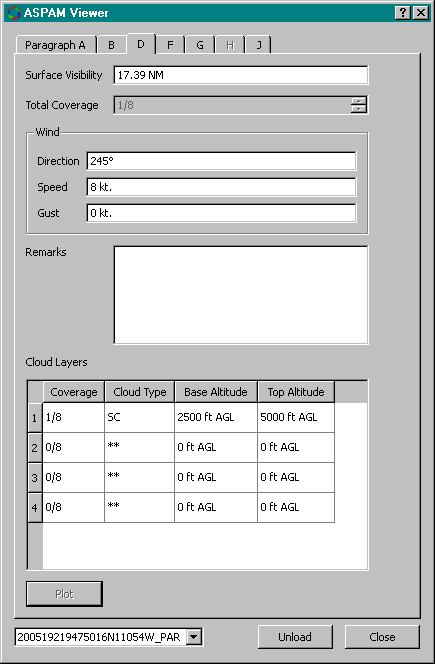 ASPAM Viewer
Paragraph A B D F G H J
Surface Visibility 17.39 NM
Total Coverage 1/8
Wind
Direction 245°
Speed 8 kt.
Gust 0 kt.
Remarks
Cloud Layers
Coverage Cloud Type Base Altitude Top Altitude
1 1/8 SC 2500 ft AGL 5000 ft AGL
2 0/8 ** 0 ft AGL 0 ft AGL
3 0/8 ** 0 ft AGL 0 ft AGL
4 0/8 ** 0 ft AGL 0 ft AGL
Plot
200519219475016N11054W_PAR Unload Close